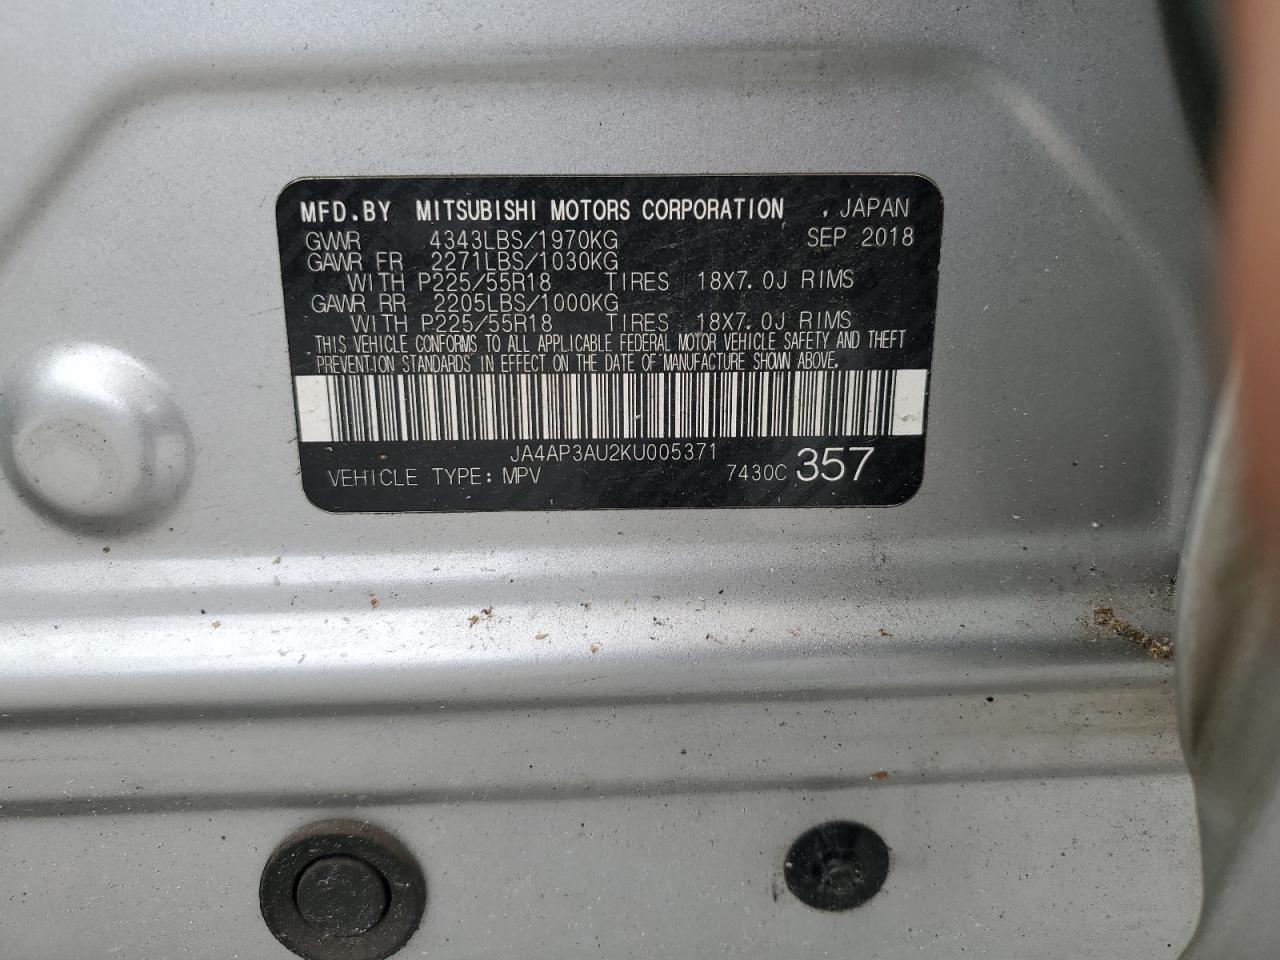 MFD.BY MITSUBISHI MOTORS CORPORATION , JAPAN
GVWR 4343LBS/1970KG SEP 2018
GAWR FR 2271LBS/1030KG
WITH P225/55R18 TIRES 18X7.0J RIMS
GAWR RR 2205LBS/1000KG
WITH P225/55R18 TIRES 18X7.0J RIMS
THIS VEHICLE CONFORMS TO ALL APPLICABLE FEDERAL MOTOR VEHICLE SAFETY AND THEFT
PREVENTION STANDARDS IN EFFECT ON THE DATE OF MANUFACTURE SHOWN ABOVE.
JA4AP3AU2KU005371
VEHICLE TYPE: MPV 7430C 357